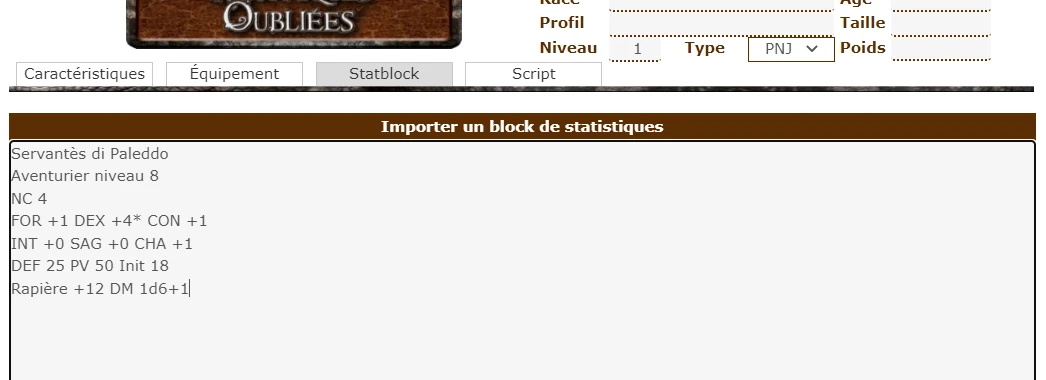 OUBLIÉES
Race Âge
Profil Taille
Niveau 1 Type PNJ Poids
Caractéristiques Équipement Statblock Script
Importer un block de statistiques
Servantès di Paleddo
Aventurier niveau 8
NC 4
FOR +1 DEX +4* CON +1
INT +0 SAG +0 CHA +1
DEF 25 PV 50 Init 18
Rapière +12 DM 1d6+1